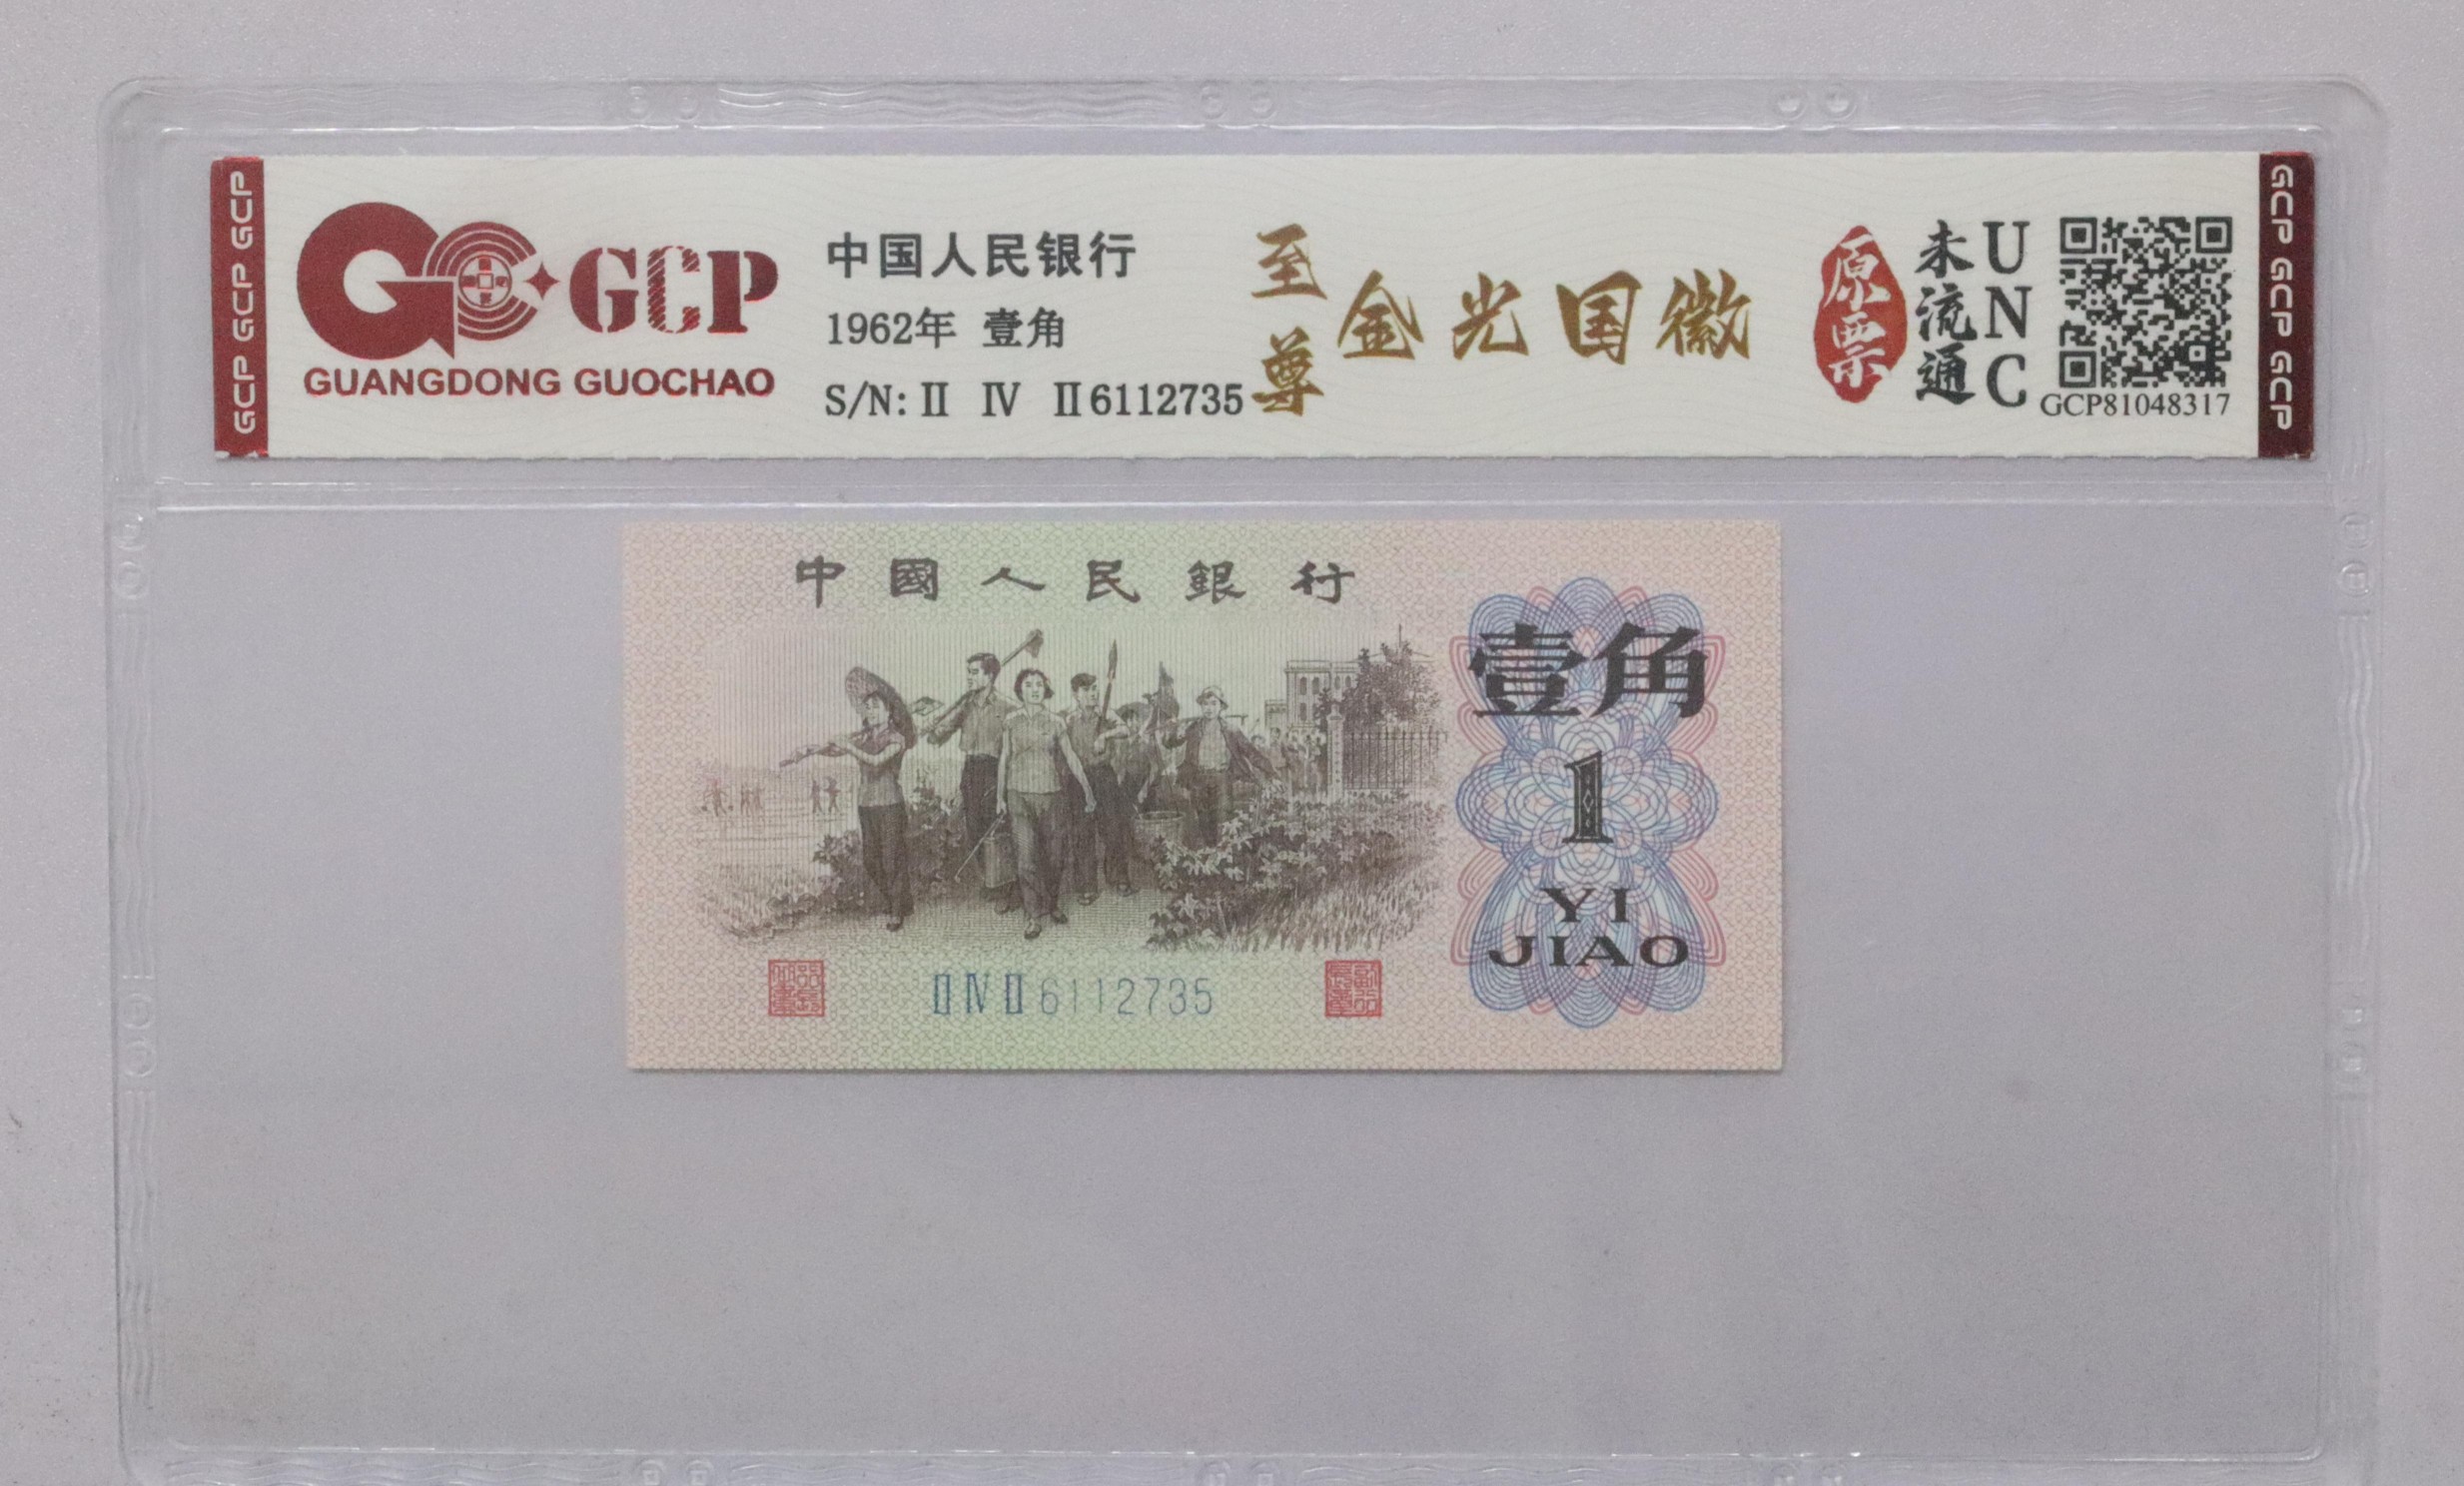 GCP GCP GCP
GCP
GUANGDONG GUOCHAO
中国人民银行
1962年 壹角
S/N: Ⅱ Ⅳ Ⅱ6112735
至尊
金光国徽
原票
未流通
UNC
GCP81048317
GCP GCP GCP
中國人民銀行
壹角
1
YI
JIAO
Ⅱ Ⅳ Ⅱ 6112735